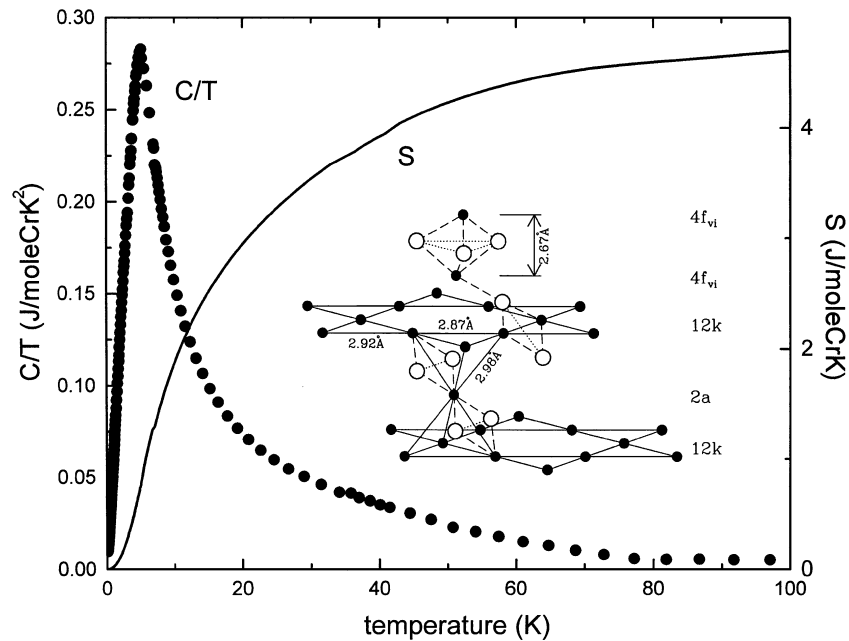 0.30
0.25
0.20
0.15
0.10
0.05
0.00
C/T (J/moleCrK²)
C/T
S
4
2
0
S (J/moleCrK)
2.67Å
4f_vi
4f_vi
12k
2a
12k
2.87Å
2.92Å
2.98Å
0 20 40 60 80 100
temperature (K)